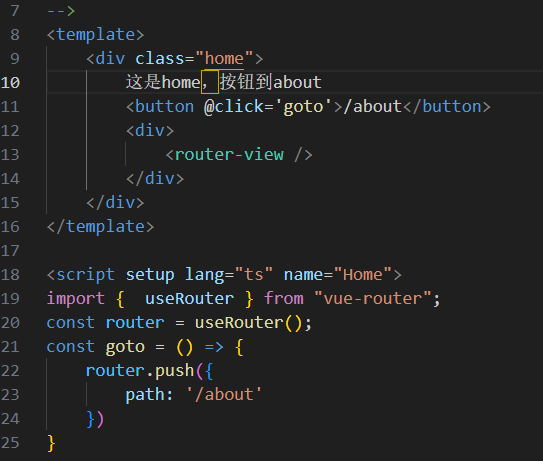 7 -->
8 <template>
9     <div class="home">
10         这是home，按钮到about
11         <button @click='goto'>/about</button>
12         <div>
13             <router-view />
14         </div>
15     </div>
16 </template>
17
18 <script setup lang="ts" name="Home">
19 import {  useRouter } from "vue-router";
20 const router = useRouter();
21 const goto = () => {
22     router.push({
23         path: '/about'
24     })
25 }